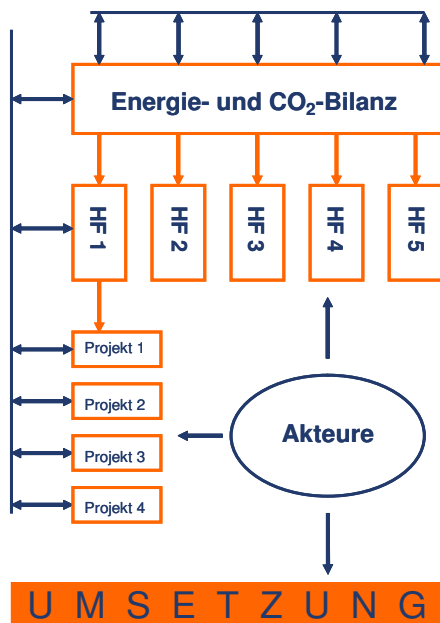 Energie- und CO₂-Bilanz
HF 1
HF 2
HF 3
HF 4
HF 5
Projekt 1
Projekt 2
Projekt 3
Projekt 4
Akteure
U M S E T Z U N G